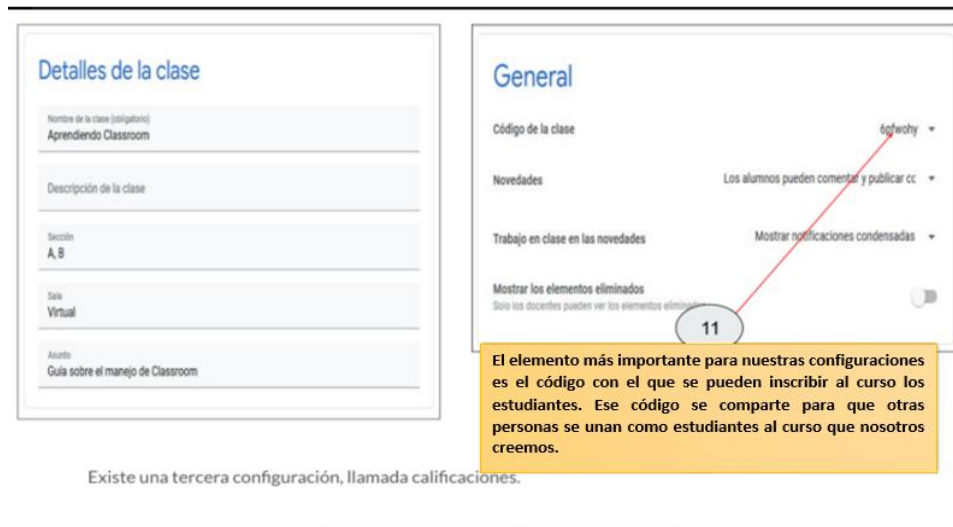 Detalles de la clase
Nombre de la clase (obligatorio)
Aprendiendo Classroom
Descripción de la clase
Sección
A, B
Sala
Virtual
Asunto
Guía sobre el manejo de Classroom
General
Código de la clase 6pfwohy
Novedades Los alumnos pueden comentar y publicar cc
Trabajo en clase en las novedades Mostrar notificaciones condensadas
Mostrar los elementos eliminados
Solo los docentes pueden ver los elementos eliminados
11
El elemento más importante para nuestras configuraciones
es el código con el que se pueden inscribir al curso los
estudiantes. Ese código se comparte para que otras
personas se unan como estudiantes al curso que nosotros
creemos.
Existe una tercera configuración, llamada calificaciones.